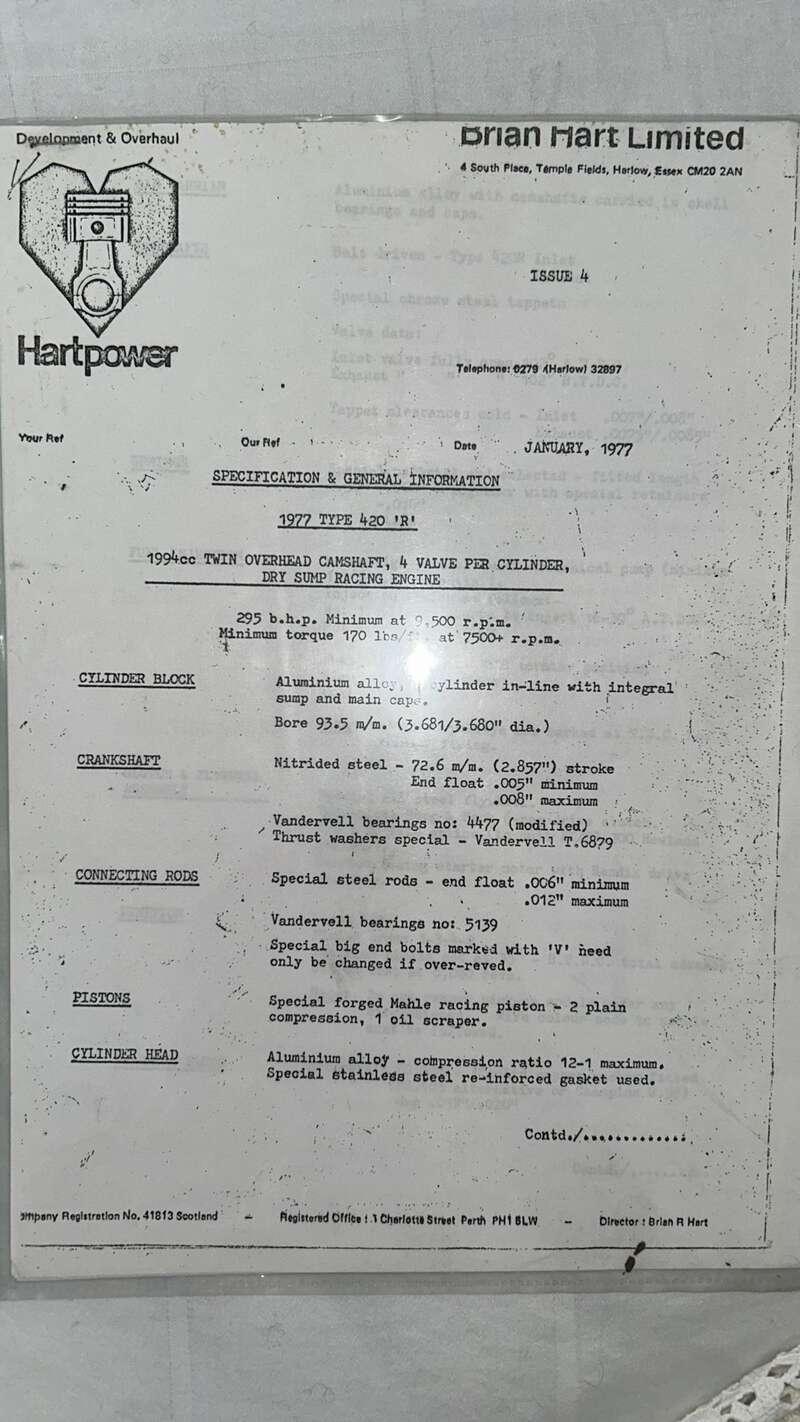 Development & Overhaul
Brian Hart Limited
4 South Place, Temple Fields, Harlow, Essex CM20 2AN
ISSUE 4
Hartpower
Telephone: 0279 (Harlow) 32897
Your Ref
Our Ref
Date
JANUARY, 1977
SPECIFICATION & GENERAL INFORMATION
1977 TYPE 420 'R'
1994cc TWIN OVERHEAD CAMSHAFT, 4 VALVE PER CYLINDER,
DRY SUMP RACING ENGINE
295 b.h.p. Minimum at 9,500 r.p.m.
Minimum torque 170 lbs/ at 7500+ r.p.m.
CYLINDER BLOCK
Aluminium alloy, cylinder in-line with integral
sump and main caps.
Bore 93.5 m/m. (3.681/3.680" dia.)
CRANKSHAFT
Nitrided steel - 72.6 m/m. (2.857") stroke
End float .005" minimum
.008" maximum
Vandervell bearings no: 4477 (modified)
Thrust washers special - Vandervell T.6879
CONNECTING RODS
Special steel rods - end float .006" minimum
.012" maximum
Vandervell bearings no: 5139
Special big end bolts marked with 'V' need
only be changed if over-reved.
PISTONS
Special forged Mahle racing piston - 2 plain
compression, 1 oil scraper.
CYLINDER HEAD
Aluminium alloy - compression ratio 12-1 maximum.
Special stainless steel re-inforced gasket used.
Contd./.............
ompany Registration No. 41813 Scotland - Registered Office : 1 Charlotte Street Perth PH1 5LW - Director : Brian R Hart